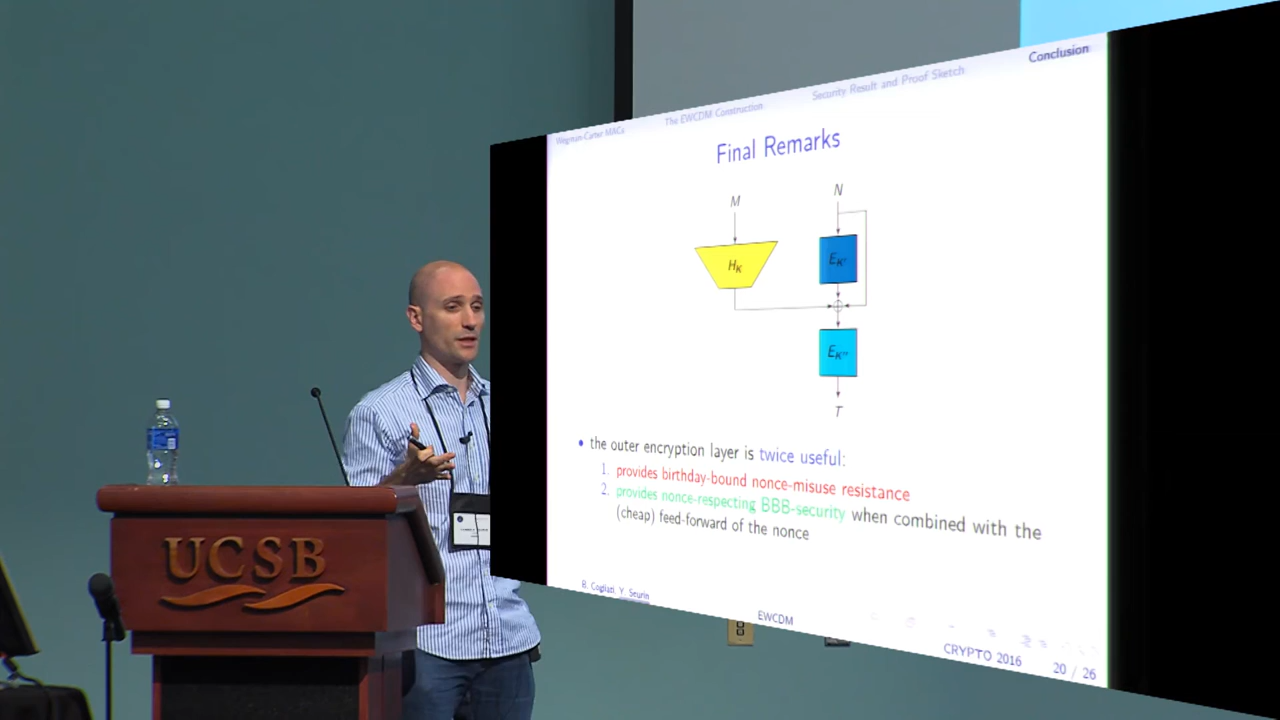 Conclusion
Security Result and Proof Sketch
The EWCDM Construction
Wegman-Carter MACs
Final Remarks
M
N
H_K
E_K'
E_K''
T
• the outer encryption layer is twice useful:
1. provides birthday-bound nonce-misuse resistance
2. provides nonce-respecting BBB-security when combined with the
(cheap) feed-forward of the nonce
B. Cogliati, Y. Seurin
EWCDM
CRYPTO 2016
20 / 26
UCSB